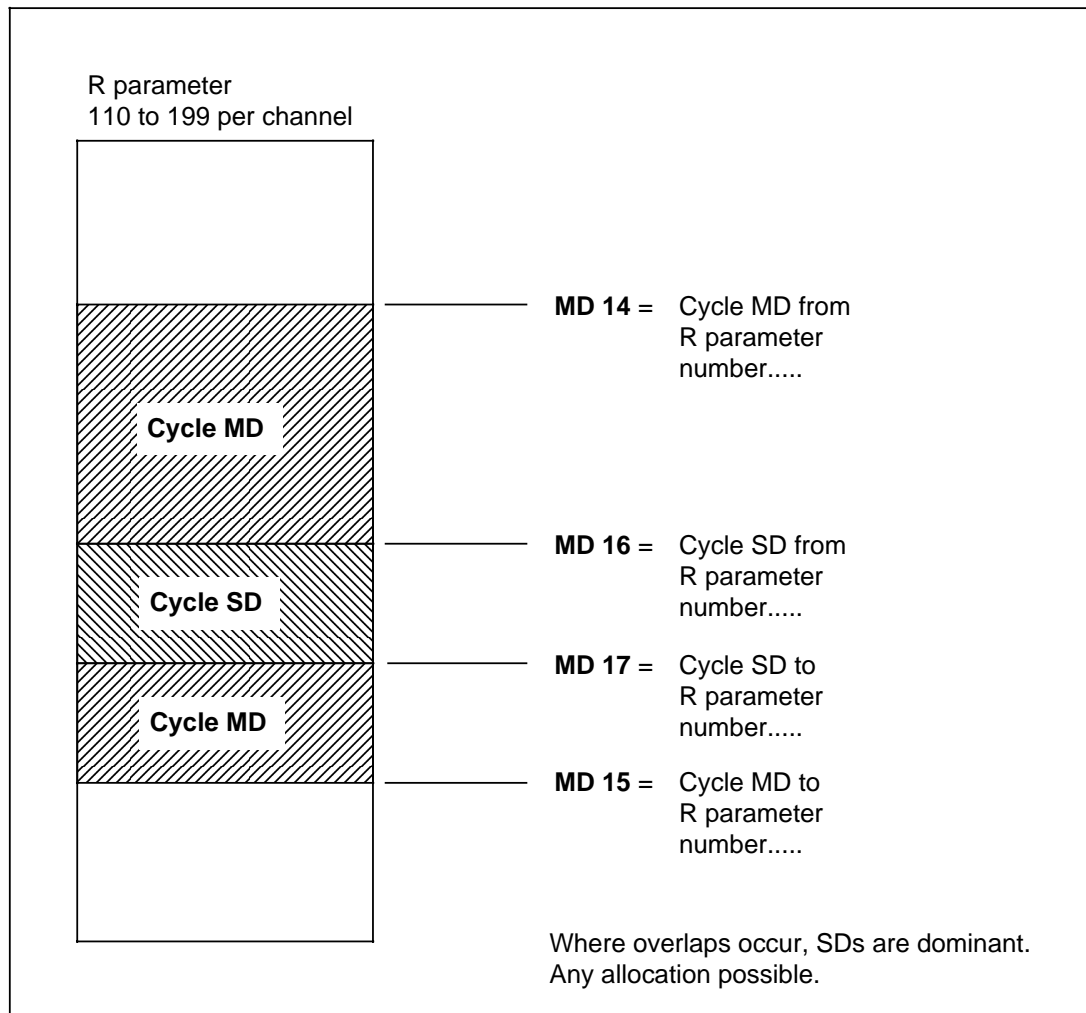 R parameter
110 to 199 per channel
MD 14 = Cycle MD from
R parameter
number.....
Cycle MD
MD 16 = Cycle SD from
R parameter
number.....
Cycle SD
MD 17 = Cycle SD to
R parameter
number.....
Cycle MD
MD 15 = Cycle MD to
R parameter
number.....
Where overlaps occur, SDs are dominant.
Any allocation possible.